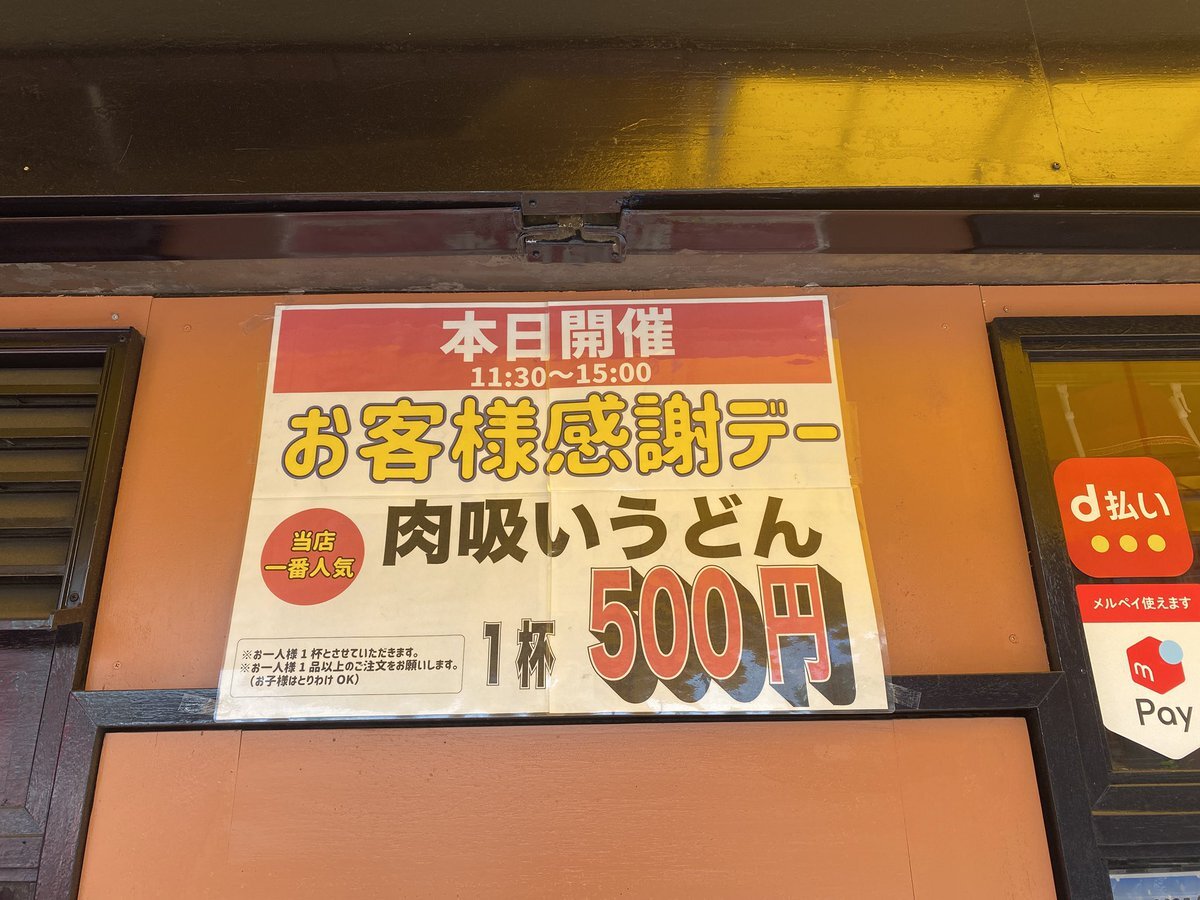 本日開催
11:30～15:00
お客様感謝デー
肉吸いうどん
当店
一番人気
1杯 500円
※お一人様1杯とさせていただきます。
※お一人様1品以上のご注文をお願いします。
（お子様はとりわけOK）
d払い
メルペイ使えます
m
Pay